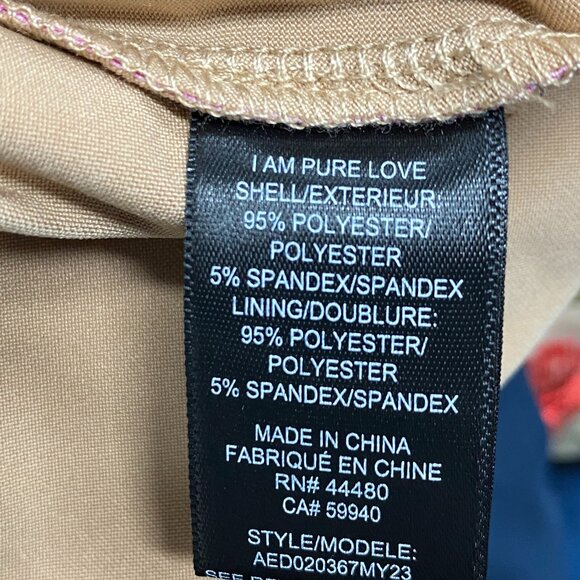 I AM PURE LOVE
SHELL/EXTERIEUR:
95% POLYESTER/
POLYESTER
5% SPANDEX/SPANDEX
LINING/DOUBLURE:
95% POLYESTER/
POLYESTER
5% SPANDEX/SPANDEX
MADE IN CHINA
FABRIQUÉ EN CHINE
RN# 44480
CA# 59940
STYLE/MODELE:
AED020367MY23
SEE